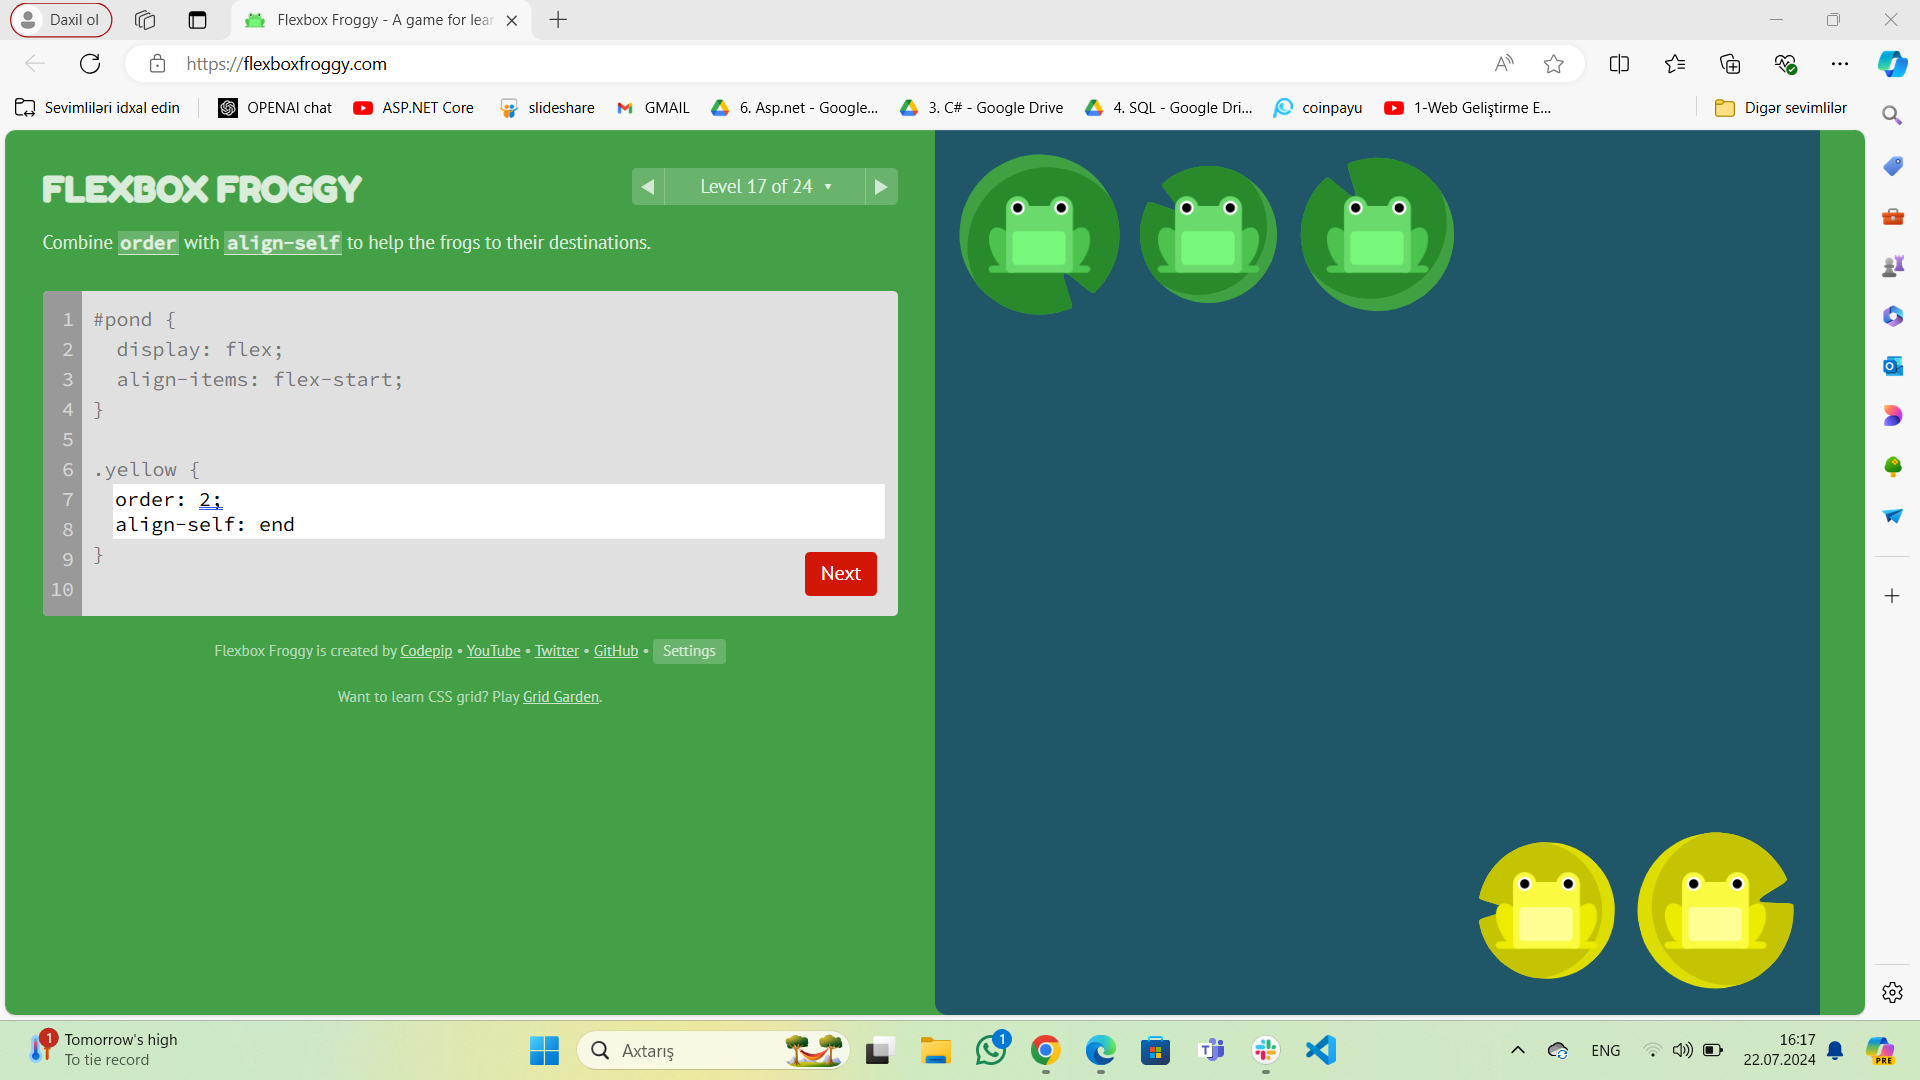 Daxil ol
Flexbox Froggy - A game for lear
https://flexboxfroggy.com
Sevimliləri idxal edin
OPENAI chat
ASP.NET Core
slideshare
GMAIL
6. Asp.net - Google...
3. C# - Google Drive
4. SQL - Google Dri...
coinpayu
1-Web Geliştirme E...
Digər sevimlilər
FLEXBOX FROGGY
Level 17 of 24
Combine order with align-self to help the frogs to their destinations.
1 #pond {
2 display: flex;
3 align-items: flex-start;
4 }
5
6 .yellow {
7 order: 2;
8 align-self: end
9 }
10
Next
Flexbox Froggy is created by Codepip • YouTube • Twitter • GitHub • Settings
Want to learn CSS grid? Play Grid Garden.
1
Tomorrow's high
To tie record
Axtarış
1
ENG
16:17
22.07.2024
PRE